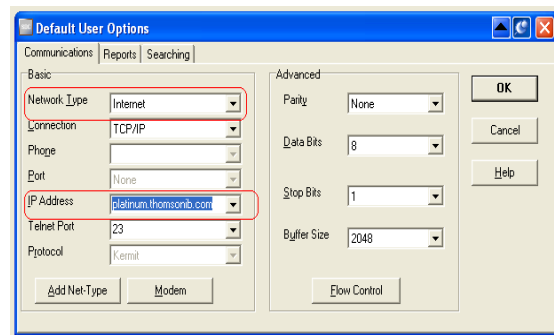 Default User Options
Communications Reports Searching
Basic
Network Type Internet
Connection TCP/IP
Phone
Port None
IP Address platinum.thomsonib.com
Telnet Port 23
Protocol Kermit
Add Net-Type Modem
Advanced
Parity None
Data Bits 8
Stop Bits 1
Buffer Size 2048
Flow Control
OK
Cancel
Help